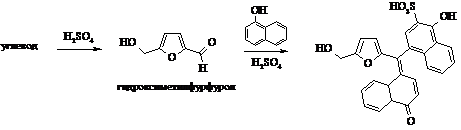 углевод
H₂SO₄
HO
O
O
H
гидроксиметилфурфурол
OH
H₂SO₄
HO₃S
OH
HO
O
O